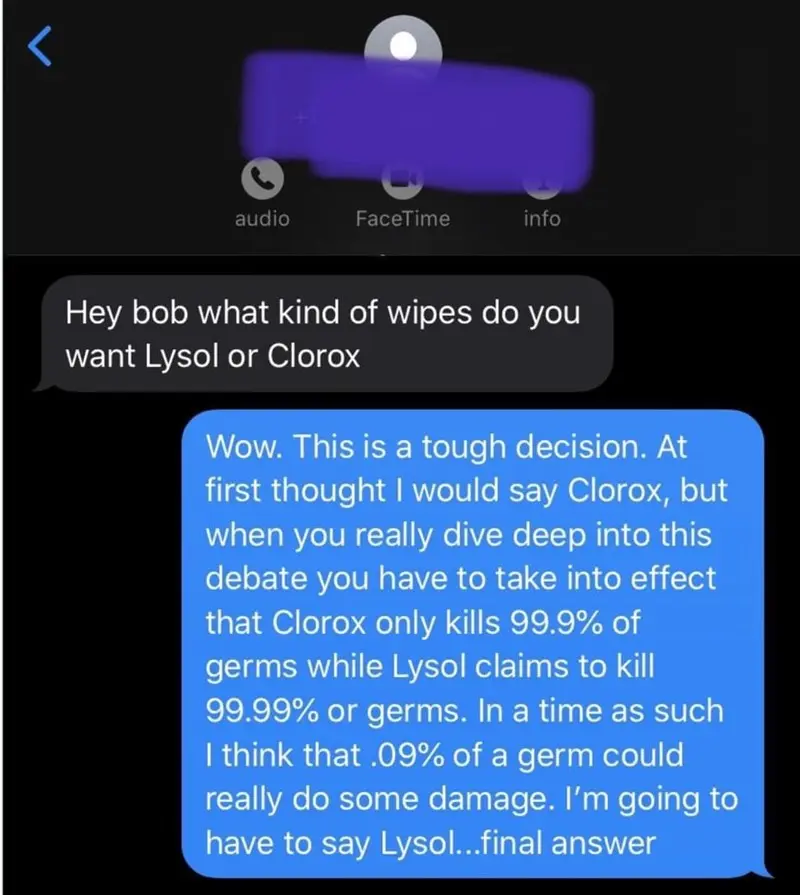 audio
FaceTime
info
Hey bob what kind of wipes do you
want Lysol or Clorox
Wow. This is a tough decision. At
first thought I would say Clorox, but
when you really dive deep into this
debate you have to take into effect
that Clorox only kills 99.9% of
germs while Lysol claims to kill
99.99% or germs. In a time as such
I think that .09% of a germ could
really do some damage. I’m going to
have to say Lysol...final answer